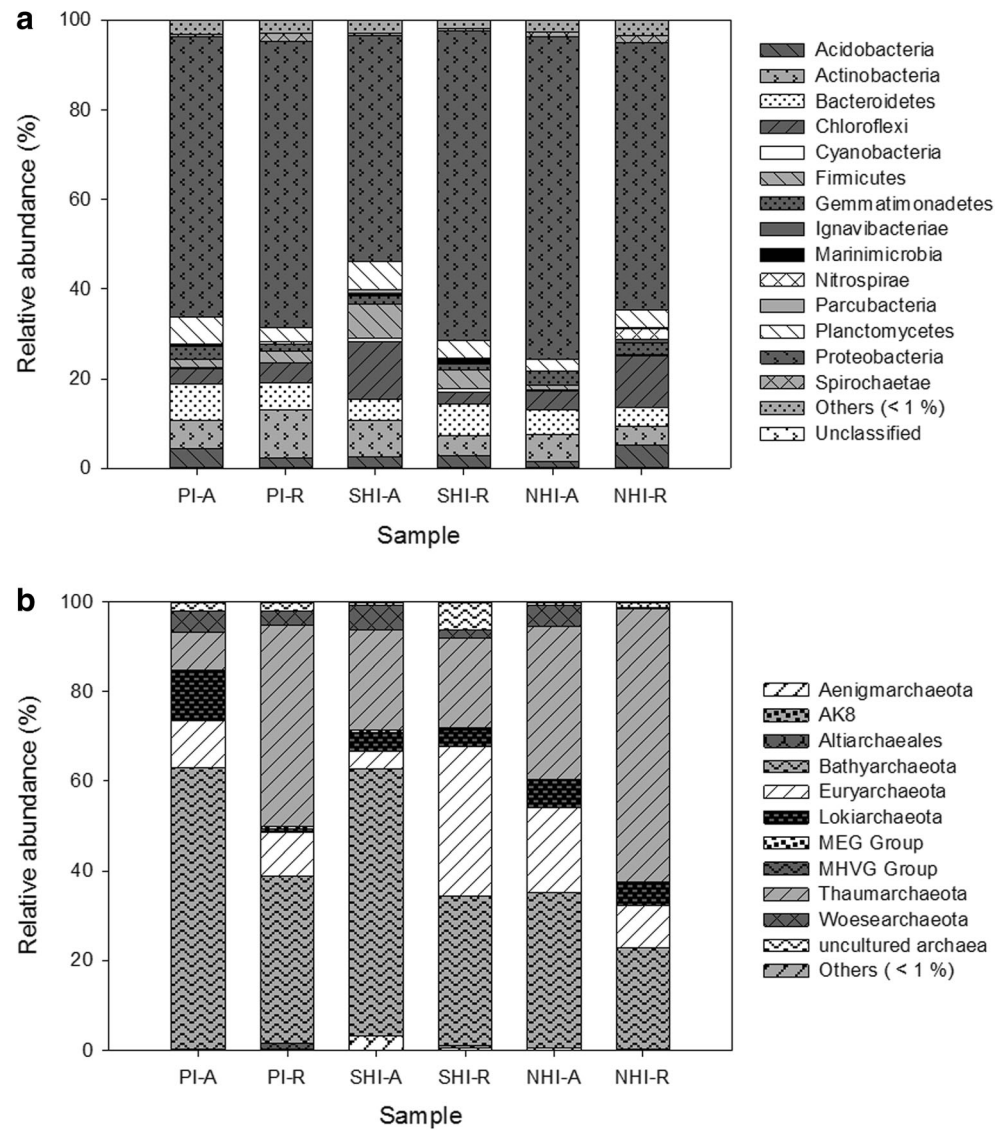 a
100
80
60
40
20
0
Relative abundance (%)
PI-A PI-R SHI-A SHI-R NHI-A NHI-R
Sample
Acidobacteria
Actinobacteria
Bacteroidetes
Chloroflexi
Cyanobacteria
Firmicutes
Gemmatimonadetes
Ignavibacteriae
Marinimicrobia
Nitrospirae
Parcubacteria
Planctomycetes
Proteobacteria
Spirochaetae
Others (< 1 %)
Unclassified
b
100
80
60
40
20
0
Relative abundance (%)
PI-A PI-R SHI-A SHI-R NHI-A NHI-R
Sample
Aenigmarchaeota
AK8
Altiarchaeales
Bathyarchaeota
Euryarchaeota
Lokiarchaeota
MEG Group
MHVG Group
Thaumarchaeota
Woesearchaeota
uncultured archaea
Others ( < 1 %)